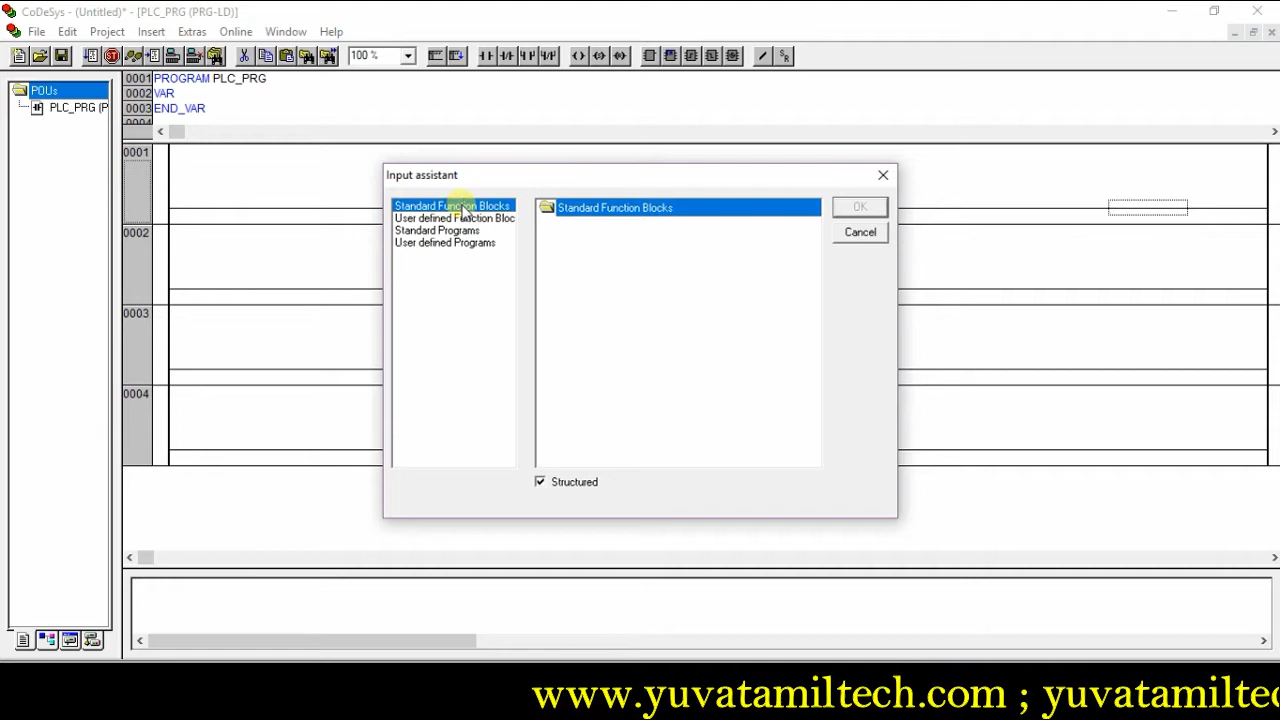 CoDeSys - (Untitled)* - [PLC_PRG (PRG-LD)]
File Edit Project Insert Extras Online Window Help
100 %
POUs
PLC_PRG (P
0001 PROGRAM PLC_PRG
0002 VAR
0003 END_VAR
0004
0001
0002
0003
0004
Input assistant
Standard Function Blocks
User defined Function Bloc
Standard Programs
User defined Programs
Standard Function Blocks
OK
Cancel
Structured
www.yuvatamiltech.com ; yuvatamiltec